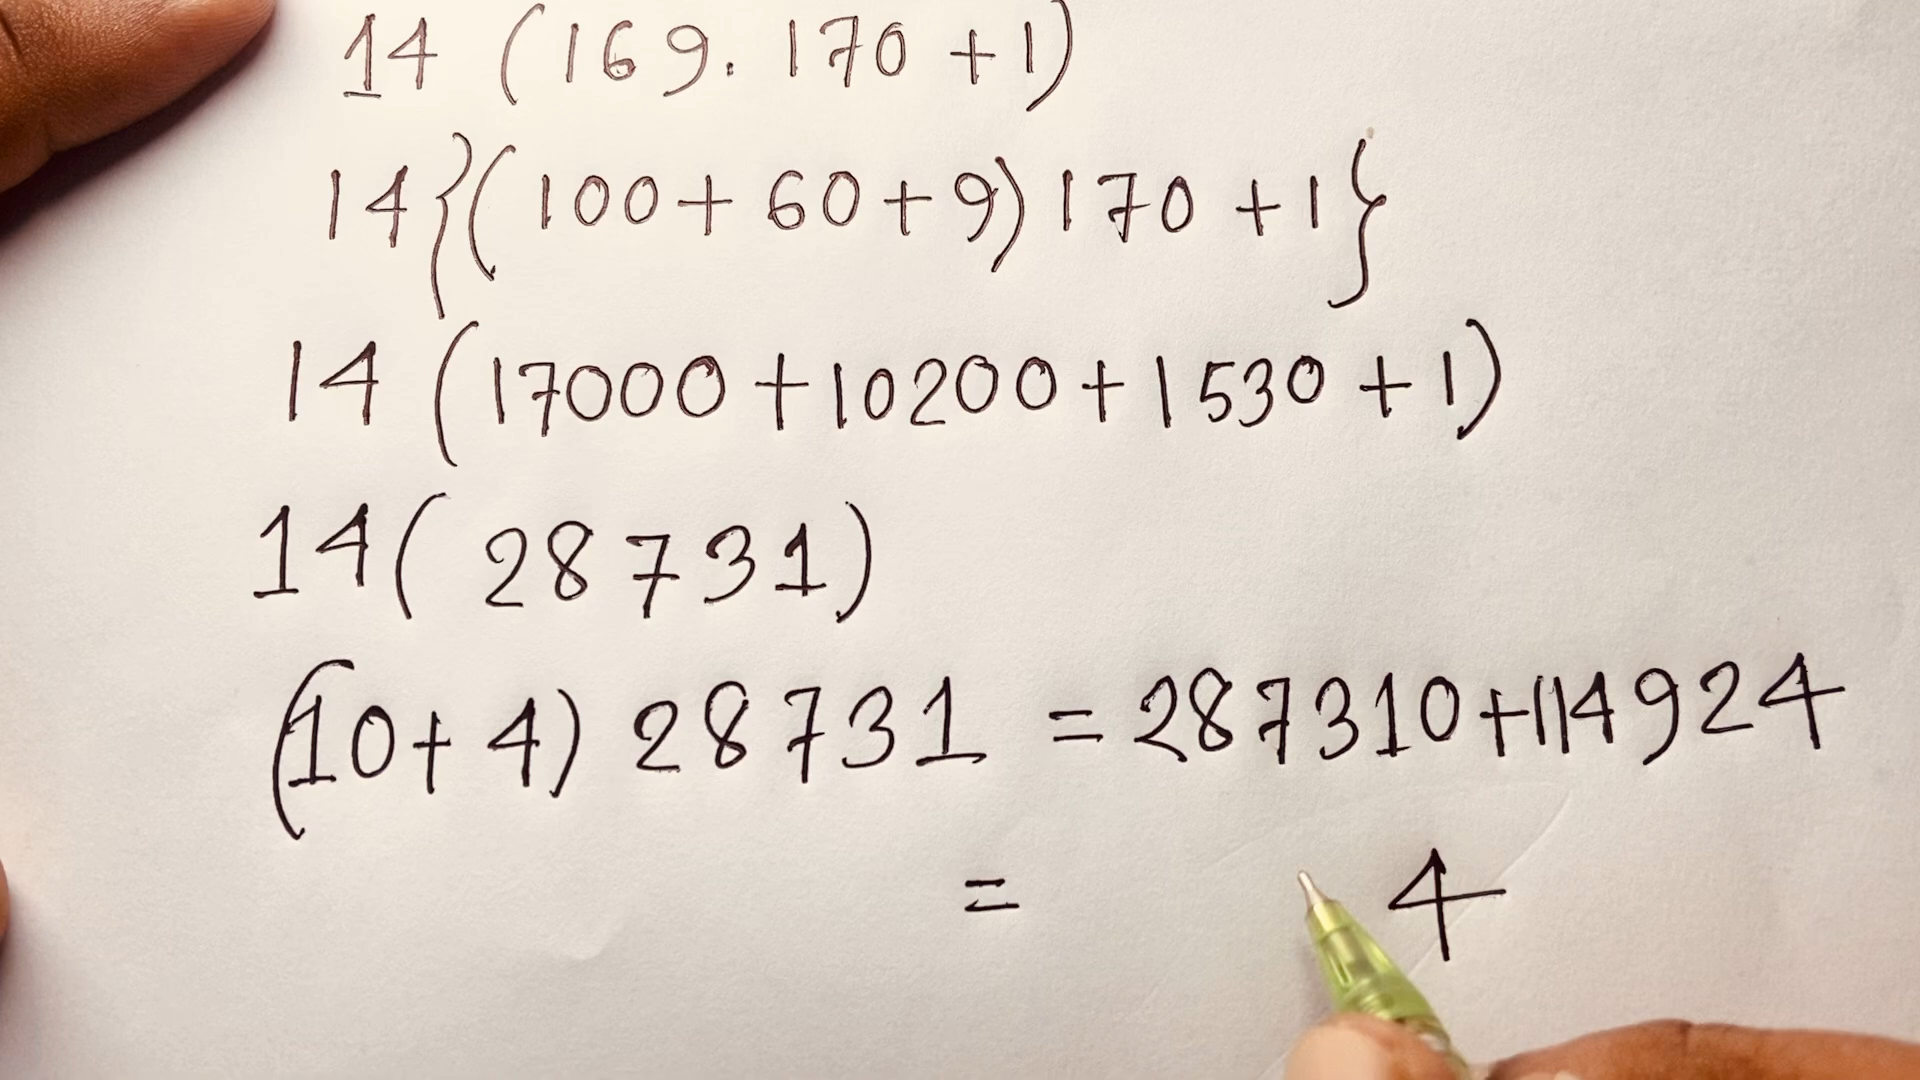 14 (169. 170 +1)
14{(100+ 60+9)170 +1}
14 (17000+10200+1530 +1)
14( 28731)
(10+ 4) 28731 = 287310+114924
= 4